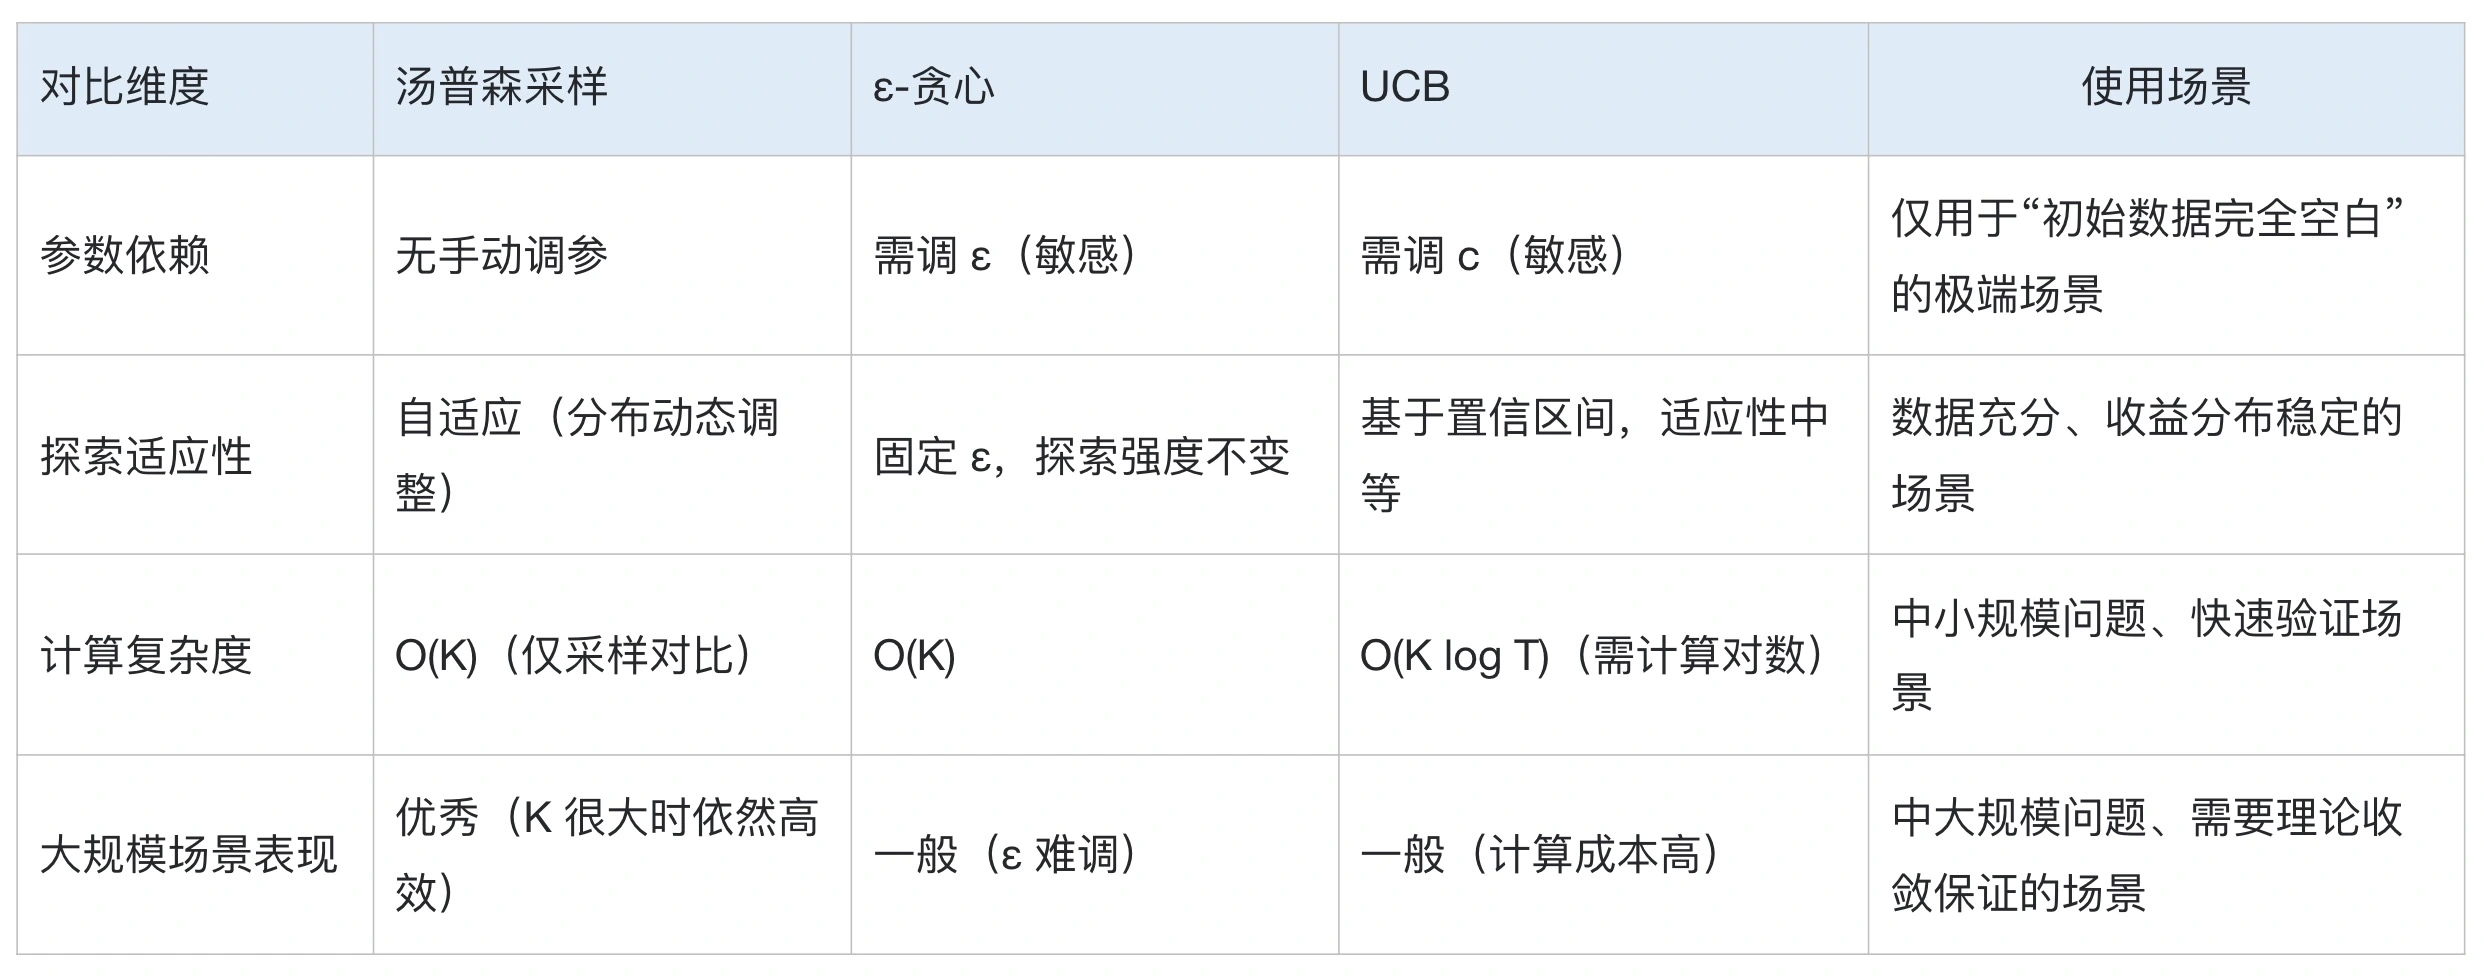 对比维度
汤普森采样
ε-贪心
UCB
使用场景
参数依赖
无手动调参
需调 ε（敏感）
需调 c（敏感）
仅用于“初始数据完全空白”
的极端场景
探索适应性
自适应（分布动态调
整）
固定 ε，探索强度不变
基于置信区间，适应性中
等
数据充分、收益分布稳定的
场景
计算复杂度
O(K)（仅采样对比）
O(K)
O(K log T)（需计算对数）
中小规模问题、快速验证场
景
大规模场景表现
优秀（K 很大时依然高
效）
一般（ε 难调）
一般（计算成本高）
中大规模问题、需要理论收
敛保证的场景